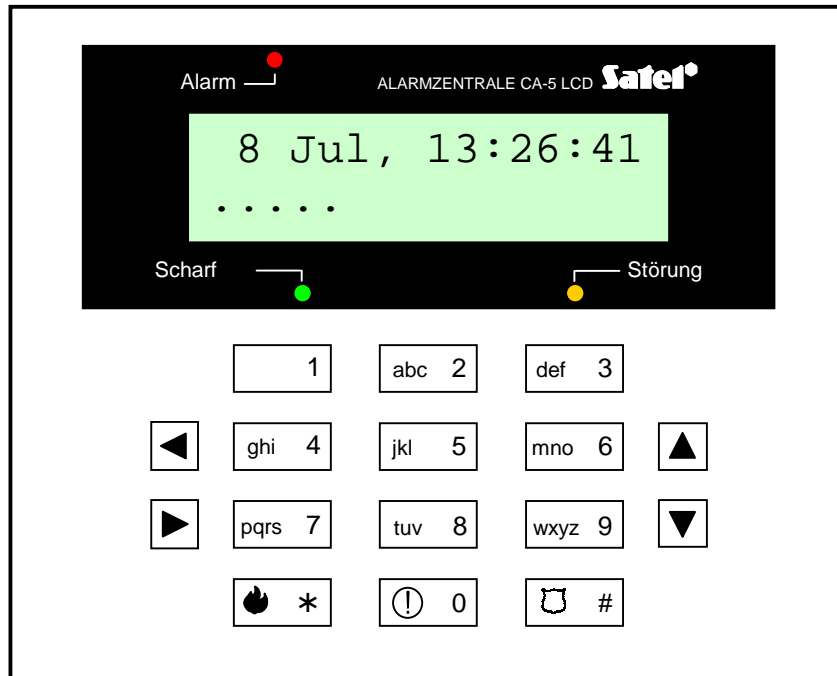 Alarm
ALARMZENTRALE CA-5 LCD Satel
8 Jul, 13:26:41
.....
Scharf Störung
1 abc 2 def 3
ghi 4 jkl 5 mno 6
pqrs 7 tuv 8 wxyz 9
* ! 0 #